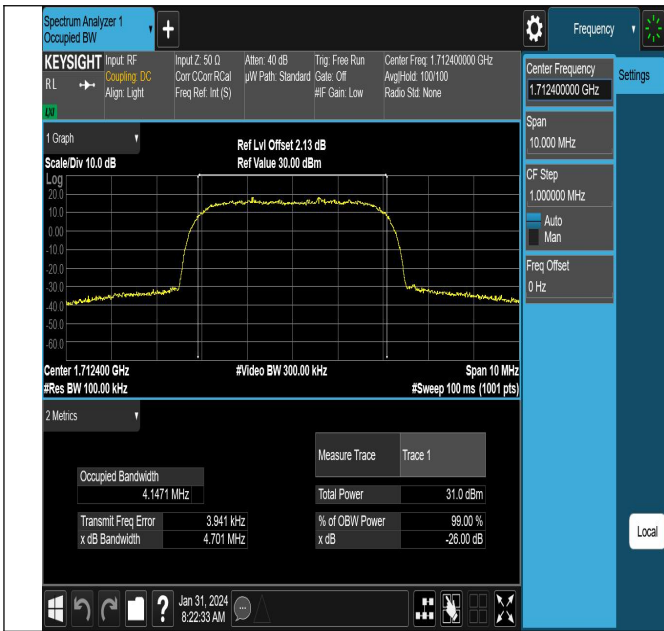 Spectrum Analyzer 1
Occupied BW
+
Frequency
KEYSIGHT
RL
LXI
Input: RF
Coupling: DC
Align: Light
Input Z: 50 Ω
Corr CCorr RCal
Freq Ref: Int (S)
Atten: 40 dB
µW Path: Standard
Trig: Free Run
Gate: Off
#IF Gain: Low
Center Freq: 1.712400000 GHz
Avg|Hold: 100/100
Radio Std: None
Center Frequency
1.712400000 GHz
Settings
Span
10.000 MHz
CF Step
1.000000 MHz
Auto
Man
Freq Offset
0 Hz
Local
1 Graph
Scale/Div 10.0 dB
Ref Lvl Offset 2.13 dB
Ref Value 30.00 dBm
Log
20.0
10.0
0.00
-10.0
-20.0
-30.0
-40.0
-50.0
-60.0
Center 1.712400 GHz
#Video BW 300.00 kHz
Span 10 MHz
#Res BW 100.00 kHz
#Sweep 100 ms (1001 pts)
2 Metrics
Measure Trace
Trace 1
Occupied Bandwidth
4.1471 MHz
Total Power
31.0 dBm
Transmit Freq Error
3.941 kHz
% of OBW Power
99.00 %
x dB Bandwidth
4.701 MHz
x dB
-26.00 dB
?
Jan 31, 2024
8:22:33 AM